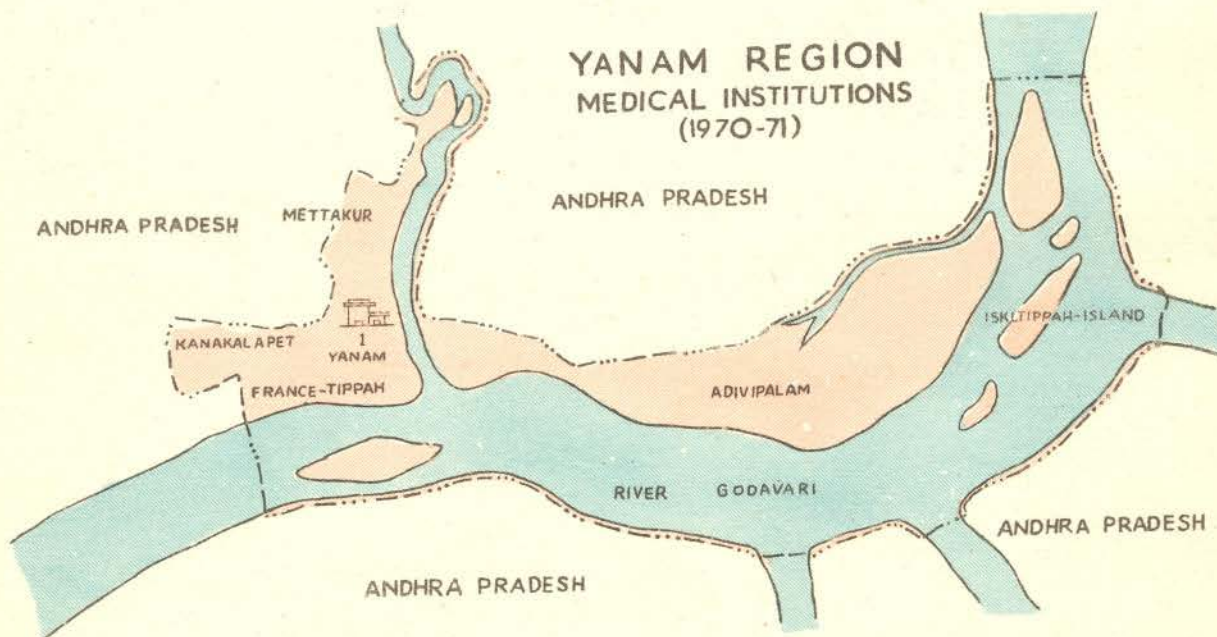 YANAM REGION
MEDICAL INSTITUTIONS
(1970-71)
ANDHRA PRADESH
ANDHRA PRADESH
METTAKUR
KANAKALAPET
1
YANAM
FRANCE-TIPPAH
ADIVIPALAM
ISKLTIPPAH-ISLAND
RIVER GODAVARI
ANDHRA PRADESH
ANDHRA PRADESH